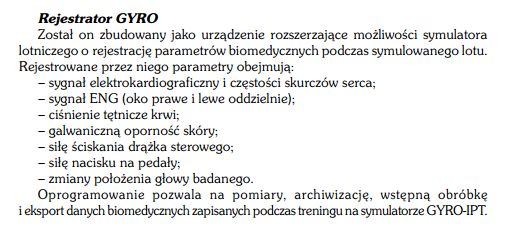 Rejestrator GYRO
Został on zbudowany jako urządzenie rozszerzające możliwości symulatora
lotniczego o rejestrację parametrów biomedycznych podczas symulowanego lotu.
Rejestrowane przez niego parametry obejmują:
– sygnał elektrokardiograficzny i częstości skurczów serca;
– sygnał ENG (oko prawe i lewe oddzielnie);
– ciśnienie tętnicze krwi;
– galwaniczną oporność skóry;
– siłę ściskania drążka sterowego;
– siłę nacisku na pedały;
– zmiany położenia głowy badanego.
Oprogramowanie pozwala na pomiary, archiwizację, wstępną obróbkę
i eksport danych biomedycznych zapisanych podczas treningu na symulatorze GYRO-IPT.